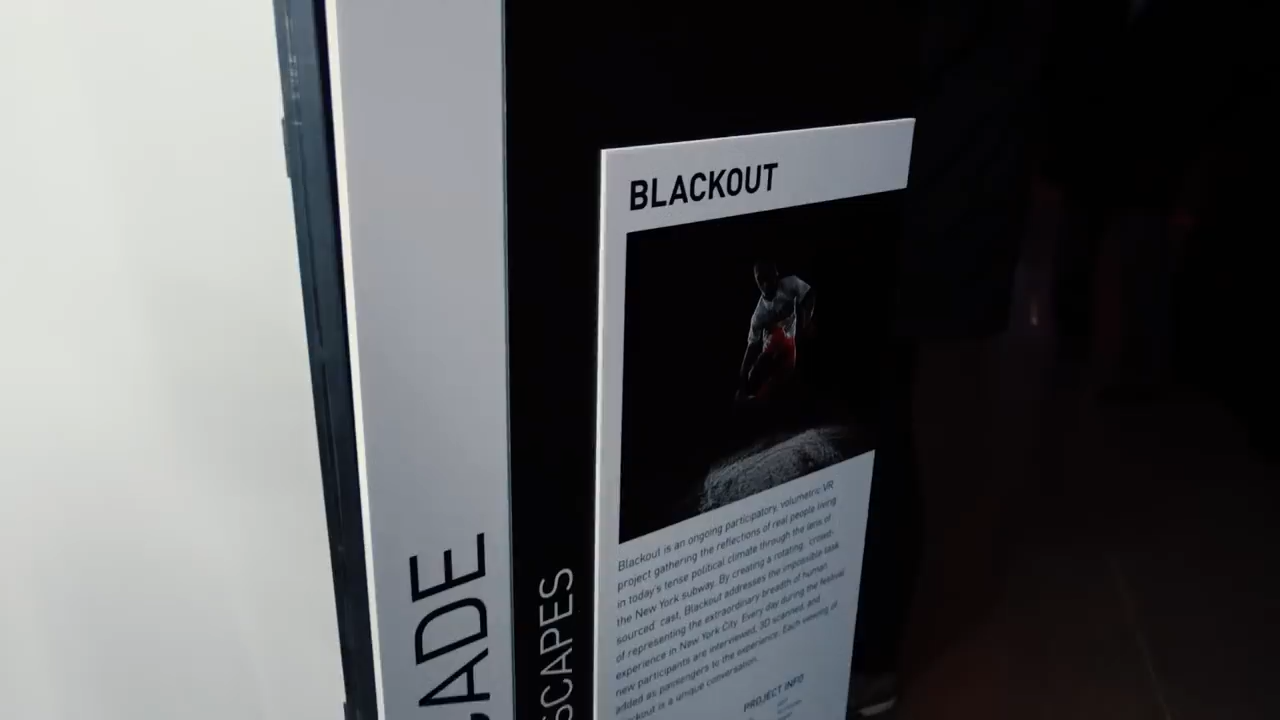 CADE
SCAPES
BLACKOUT
Blackout is an ongoing participatory, volumetric VR
project gathering the reflections of real people living
in today's tense political climate through the lens of
the New York subway. By creating a rotating, crowd-
sourced cast, Blackout addresses the impossible task
of representing the extraordinary breadth of human
experience in New York City. Every day during the festival
new participants are interviewed, 3D scanned, and
added as passengers to the experience. Each viewing of
Blackout is a unique conversation.
PROJECT INFO